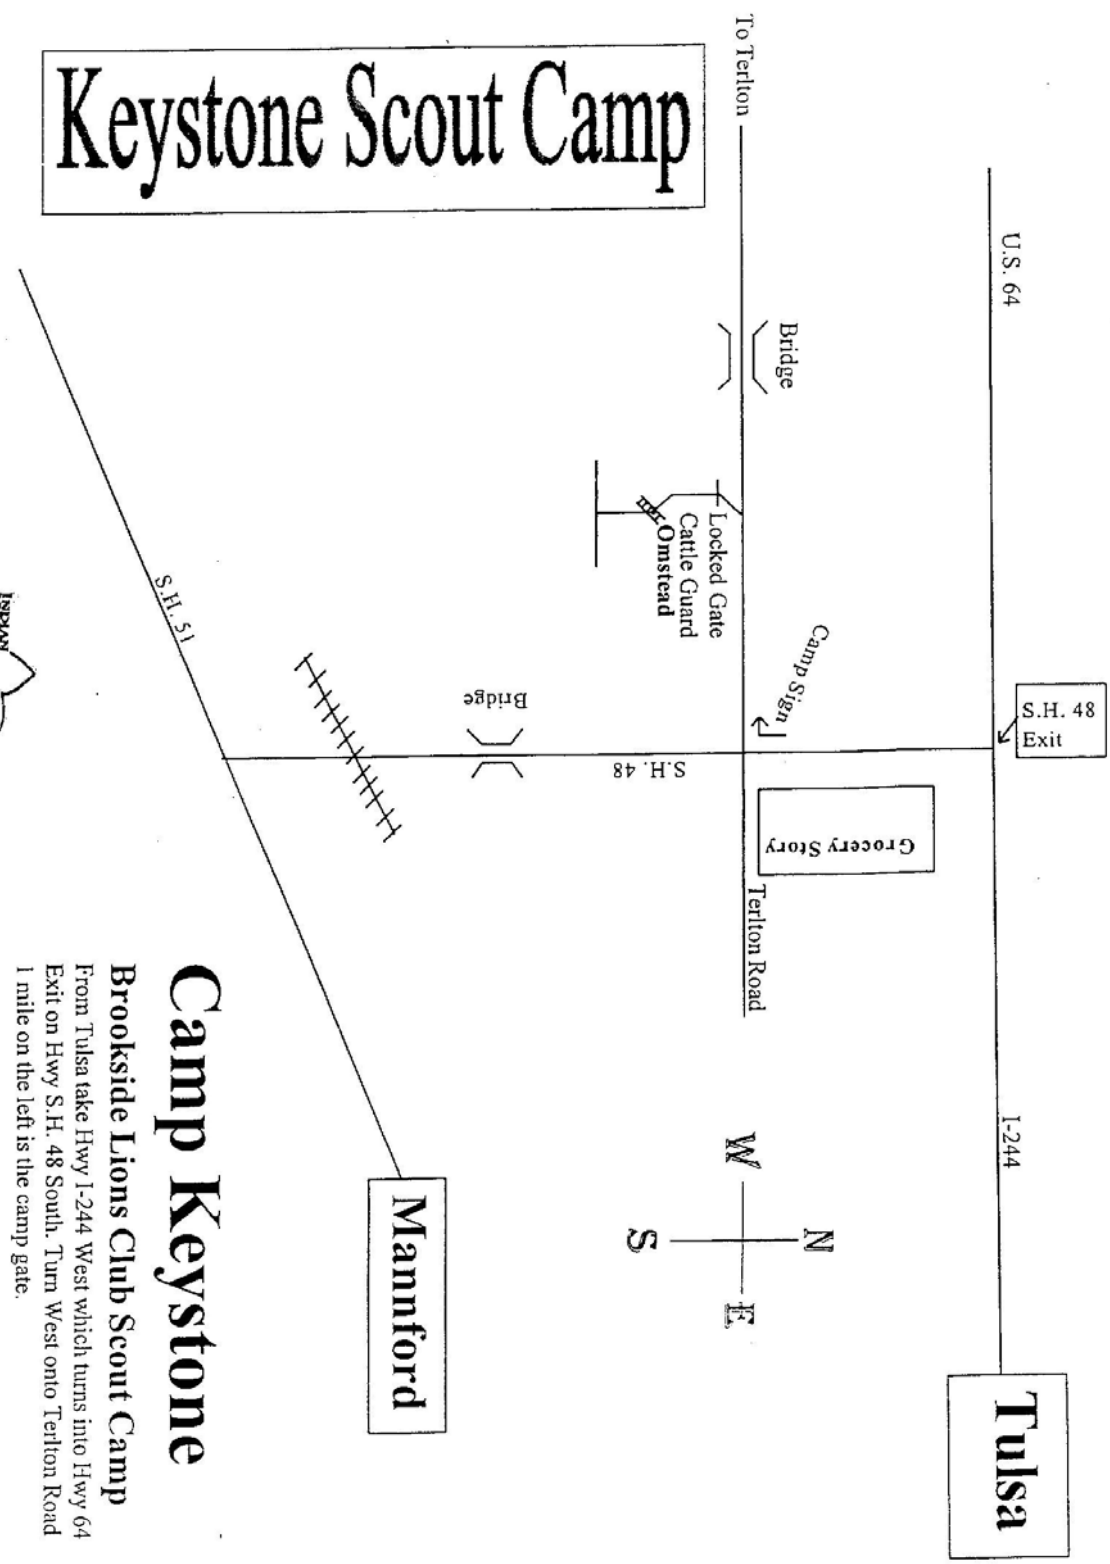 Keystone Scout Camp
To Terlton
U.S. 64
Bridge
Locked Gate
Cattle Guard
Omstead
Camp Sign
S.H. 48
Exit
S.H. 51
Bridge
S.H. 48
Grocery Story
Terlton Road
I-244
N
W
E
S
Tulsa
Mannford
Camp Keystone
Brookside Lions Club Scout Camp
From Tulsa take Hwy I-244 West which turns into Hwy 64
Exit on Hwy S.H. 48 South. Turn West onto Terlton Road
1 mile on the left is the camp gate.
INDIAN